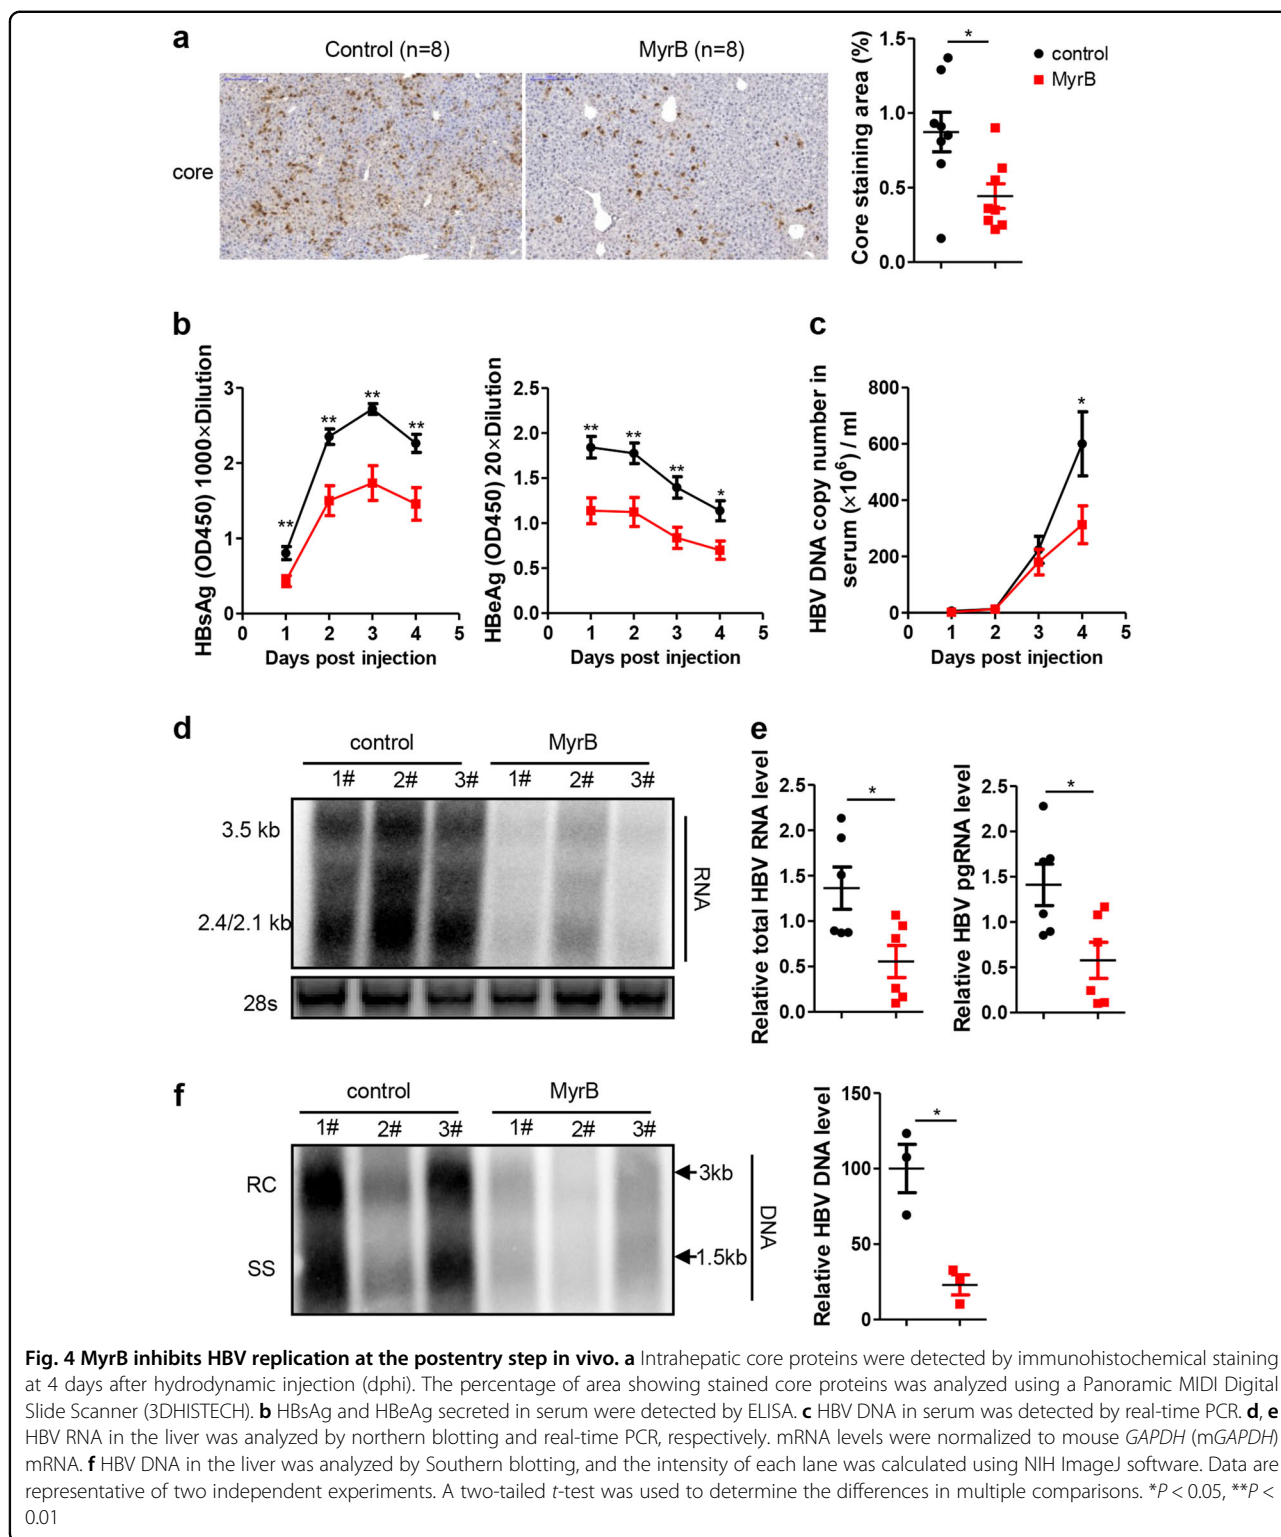 a
Control (n=8)
MyrB (n=8)
core
Core staining area (%)
1.5
1.0
0.5
0.0
*
control
MyrB
b
HBsAg (OD450) 1000×Dilution
3
2
1
0
**
**
**
**
0 1 2 3 4 5
Days post injection
HBeAg (OD450) 20×Dilution
2.5
2.0
1.5
1.0
0.5
0.0
**
**
**
*
0 1 2 3 4 5
Days post injection
c
HBV DNA copy number in
serum (×10⁶) / ml
800
600
400
200
0
*
0 1 2 3 4 5
Days post injection
d
control
MyrB
1# 2# 3# 1# 2# 3#
3.5 kb
2.4/2.1 kb
28s
RNA
e
Relative total HBV RNA level
2.5
2.0
1.5
1.0
0.5
0.0
*
Relative HBV pgRNA level
2.5
2.0
1.5
1.0
0.5
0.0
*
f
control
MyrB
1# 2# 3# 1# 2# 3#
RC
SS
3kb
1.5kb
DNA
Relative HBV DNA level
150
100
50
0
*
Fig. 4 MyrB inhibits HBV replication at the postentry step in vivo. a Intrahepatic core proteins were detected by immunohistochemical staining
at 4 days after hydrodynamic injection (dphi). The percentage of area showing stained core proteins was analyzed using a Panoramic MIDI Digital
Slide Scanner (3DHISTECH). b HBsAg and HBeAg secreted in serum were detected by ELISA. c HBV DNA in serum was detected by real-time PCR. d, e
HBV RNA in the liver was analyzed by northern blotting and real-time PCR, respectively. mRNA levels were normalized to mouse GAPDH (mGAPDH)
mRNA. f HBV DNA in the liver was analyzed by Southern blotting, and the intensity of each lane was calculated using NIH ImageJ software. Data are
representative of two independent experiments. A two-tailed t-test was used to determine the differences in multiple comparisons. *P < 0.05, **P <
0.01